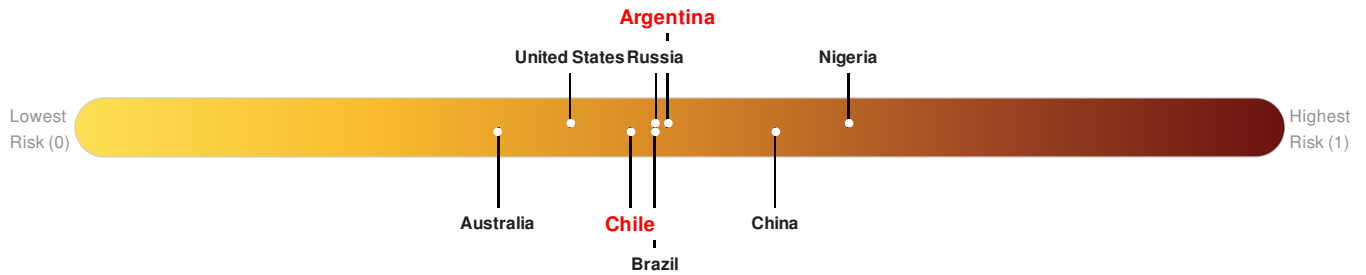 Argentina
United States Russia Nigeria
Lowest
Risk (0)
Highest
Risk (1)
Australia Chile China
Brazil